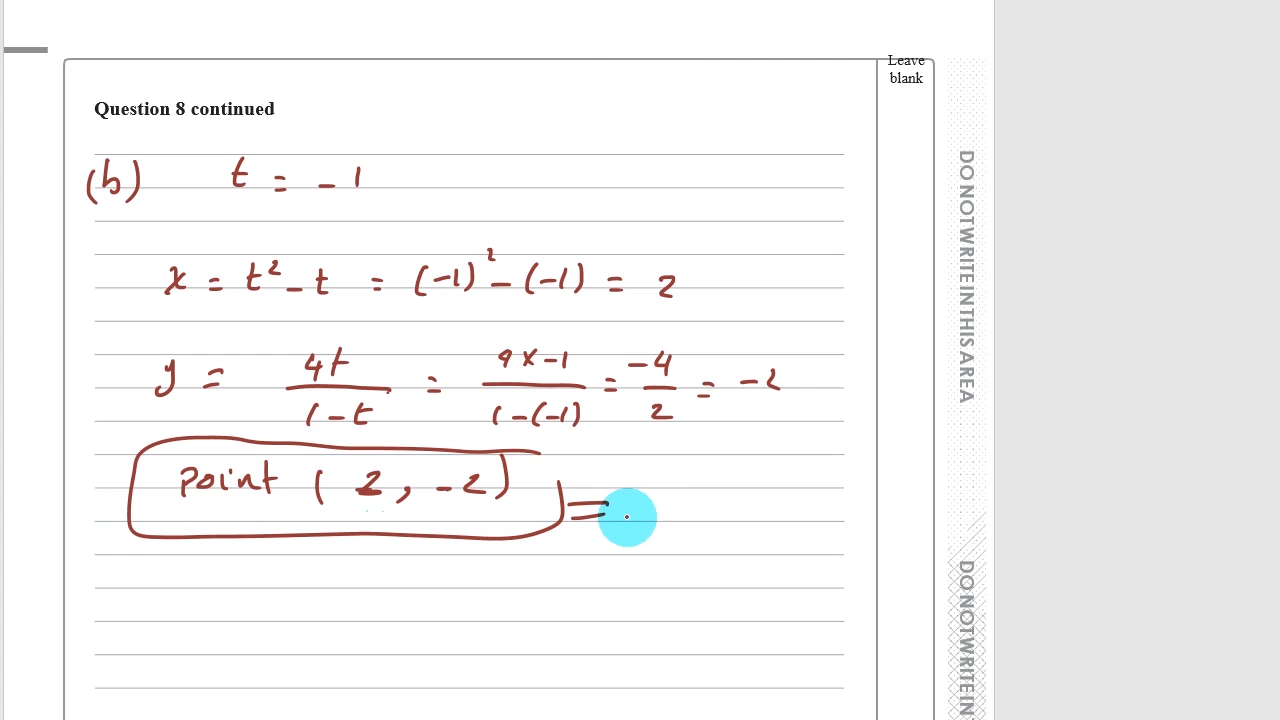 Leave
blank
Question 8 continued
(b) t = -1
x = t² - t = (-1)² - (-1) = 2
y = 4t/(1-t) = 4x-1/(1-(-1)) = -4/2 = -2
point (2, -2) =
DO NOT WRITE IN THIS AREA
DO NOT WRITE IN